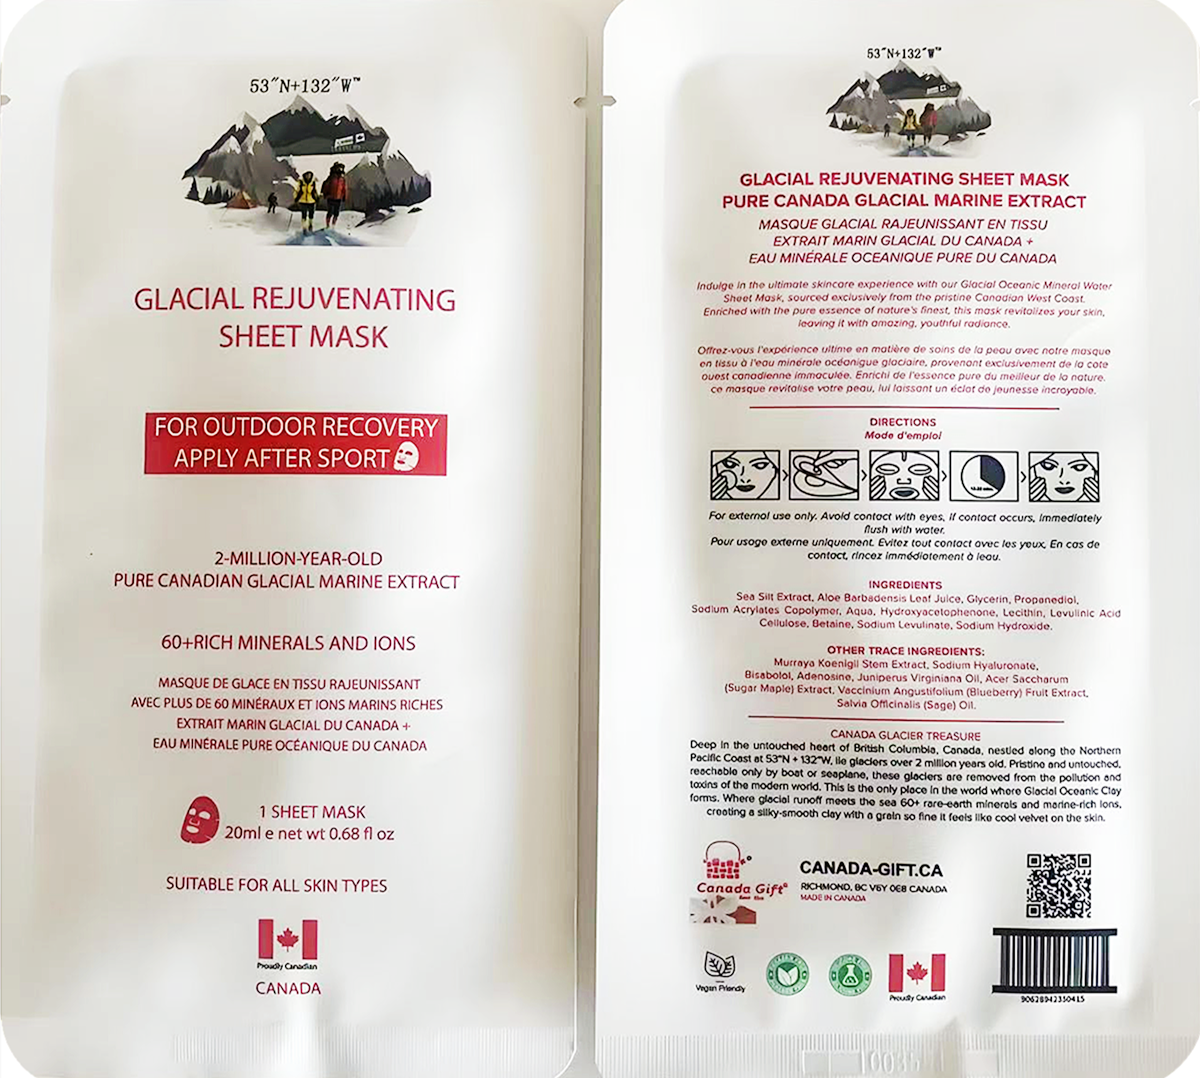 53″N+132″W™
GLACIAL REJUVENATING
SHEET MASK
FOR OUTDOOR RECOVERY
APPLY AFTER SPORT
2-MILLION-YEAR-OLD
PURE CANADIAN GLACIAL MARINE EXTRACT
60+RICH MINERALS AND IONS
MASQUE DE GLACE EN TISSU RAJEUNISSANT
AVEC PLUS DE 60 MINÉRAUX ET IONS MARINS RICHES
EXTRAIT MARIN GLACIAL DU CANADA +
EAU MINÉRALE PURE OCÉANIQUE DU CANADA
1 SHEET MASK
20ml e net wt 0.68 fl oz
SUITABLE FOR ALL SKIN TYPES
Proudly Canadian
CANADA
53″N+132″W™
GLACIAL REJUVENATING SHEET MASK
PURE CANADA GLACIAL MARINE EXTRACT
MASQUE GLACIAL RAJEUNISSANT EN TISSU
EXTRAIT MARIN GLACIAL DU CANADA +
EAU MINÉRALE OCEANIQUE PURE DU CANADA
Indulge in the ultimate skincare experience with our Glacial Oceanic Mineral Water
Sheet Mask, sourced exclusively from the pristine Canadian West Coast.
Enriched with the pure essence of nature's finest, this mask revitalizes your skin,
leaving it with amazing, youthful radiance.
Offrez-vous l'expérience ultime en matière de soins de la peau avec notre masque
en tissu à l'eau minérale océanique glaciaire, provenant exclusivement de la cote
ouest canadienne immaculée. Enrichi de l'essence pure du meilleur de la nature.
ce masque revitalise votre peau, lui laissant un éclat de jeunesse incroyable.
DIRECTIONS
Mode d'emploi
For external use only. Avoid contact with eyes, if contact occurs, immediately
flush with water.
Pour usage externe uniquement. Evitez tout contact avec les yeux. En cas de
contact, rincez immédiotement à leau.
INGREDIENTS
Sea Silt Extract, Aloe Barbadensis Leaf Juice, Glycerin, Propanediol,
Sodium Acrylates Copolymer, Aqua, Hydroxyacetophenone, Lecithin, Levulinic Acid
Cellulose, Betaine, Sodium Levulinate, Sodium Hydroxide.
OTHER TRACE INGREDIENTS:
Murraya Koenigii Stem Extract, Sodium Hyaluronate,
Bisabolol, Adenosine, Juniperus Virginiana Oil, Acer Saccharum
(Sugar Maple) Extract, Vaccinium Angustifolium (Blueberry) Fruit Extract,
Salvia Officinalis (Sage) Oil.
CANADA GLACIER TREASURE
Deep in the untouched heart of British Columbia, Canada, nestled along the Northern
Pacific Coast at 53″N + 132″W, lie glaciers over 2 million years old. Pristine and untouched,
reachable only by boat or seaplane, these glaciers are removed from the pollution and
toxins of the modern world. This is the only place in the world where Glacial Oceanic Clay
forms. Where glacial runoff meets the sea 60+ rare-earth minerals and marine-rich ions,
creating a silky-smooth clay with a grain so fine it feels like cool velvet on the skin.
Canada Gift
CANADA-GIFT.CA
RICHMOND, BC V6Y 0E8 CANADA
MADE IN CANADA
Vegan Friendly
Proudly Canadian
90628942350415